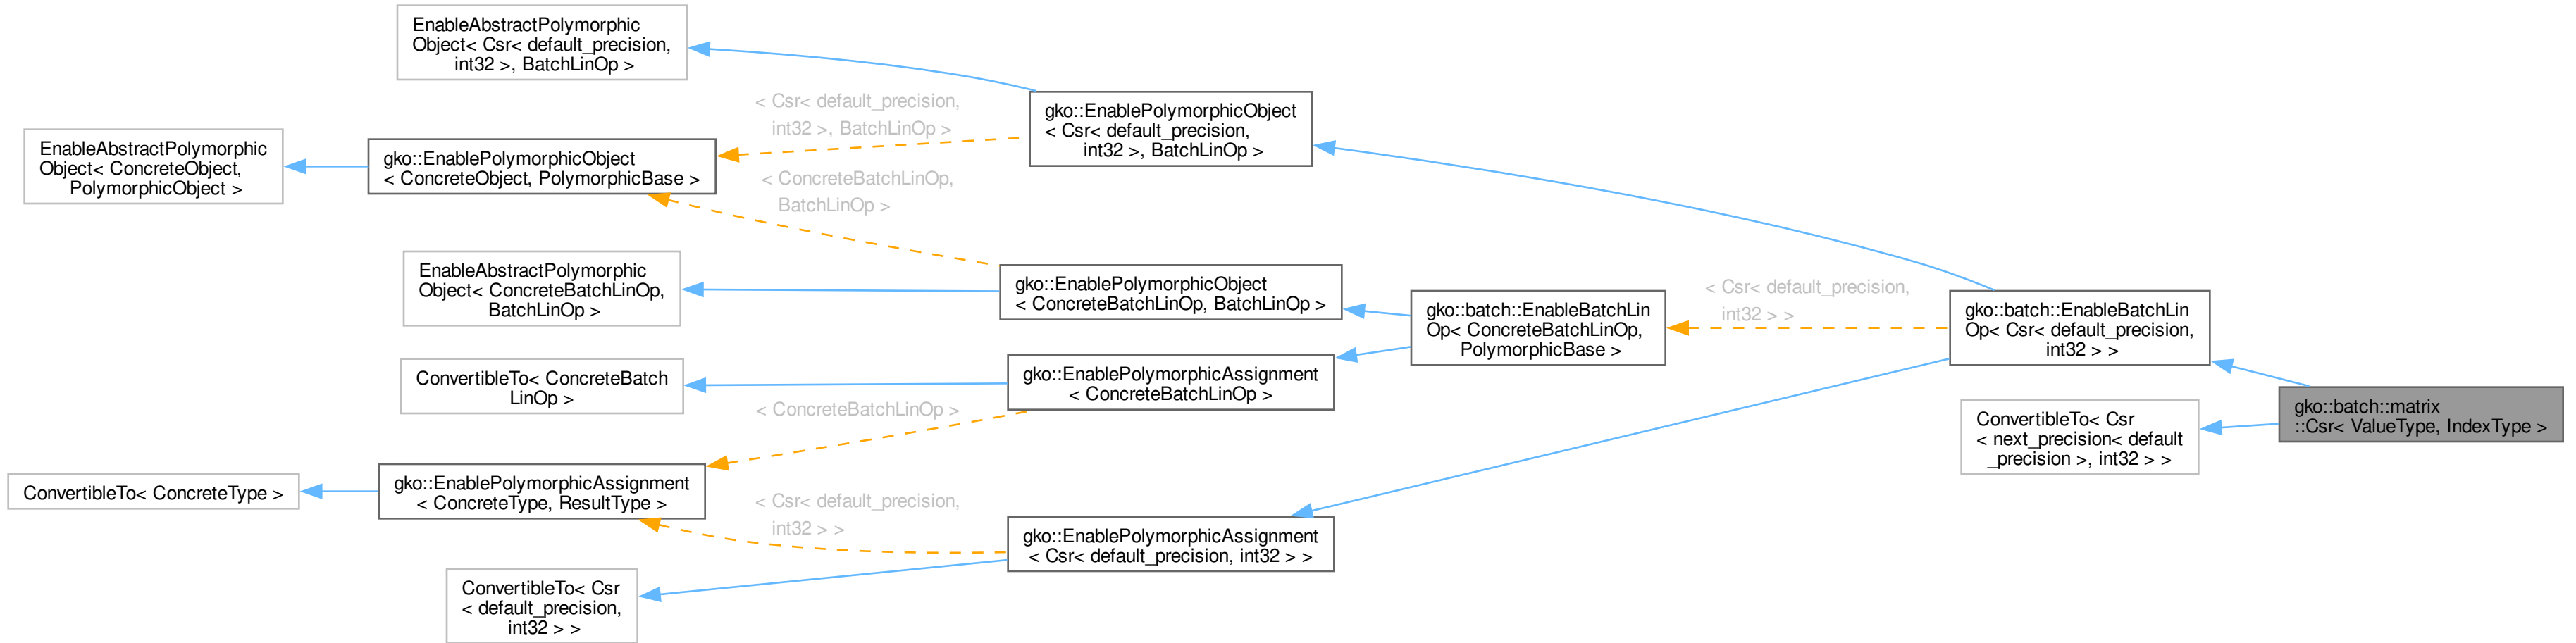 EnableAbstractPolymorphic
Object< Csr< default_precision,
int32 >, BatchLinOp >
< Csr< default_precision,
int32 >, BatchLinOp >
gko::EnablePolymorphicObject
< Csr< default_precision,
int32 >, BatchLinOp >
EnableAbstractPolymorphic
Object< ConcreteObject,
PolymorphicObject >
gko::EnablePolymorphicObject
< ConcreteObject, PolymorphicBase >
< ConcreteBatchLinOp,
BatchLinOp >
EnableAbstractPolymorphic
Object< ConcreteBatchLinOp,
BatchLinOp >
gko::EnablePolymorphicObject
< ConcreteBatchLinOp, BatchLinOp >
gko::batch::EnableBatchLin
Op< ConcreteBatchLinOp,
PolymorphicBase >
< Csr< default_precision,
int32 > >
gko::batch::EnableBatchLin
Op< Csr< default_precision,
int32 > >
ConvertibleTo< ConcreteBatch
LinOp >
gko::EnablePolymorphicAssignment
< ConcreteBatchLinOp >
< ConcreteBatchLinOp >
ConvertibleTo< Csr
< next_precision< default
_precision >, int32 > >
gko::batch::matrix
::Csr< ValueType, IndexType >
ConvertibleTo< ConcreteType >
gko::EnablePolymorphicAssignment
< ConcreteType, ResultType >
< Csr< default_precision,
int32 > >
gko::EnablePolymorphicAssignment
< Csr< default_precision, int32 > >
ConvertibleTo< Csr
< default_precision,
int32 > >